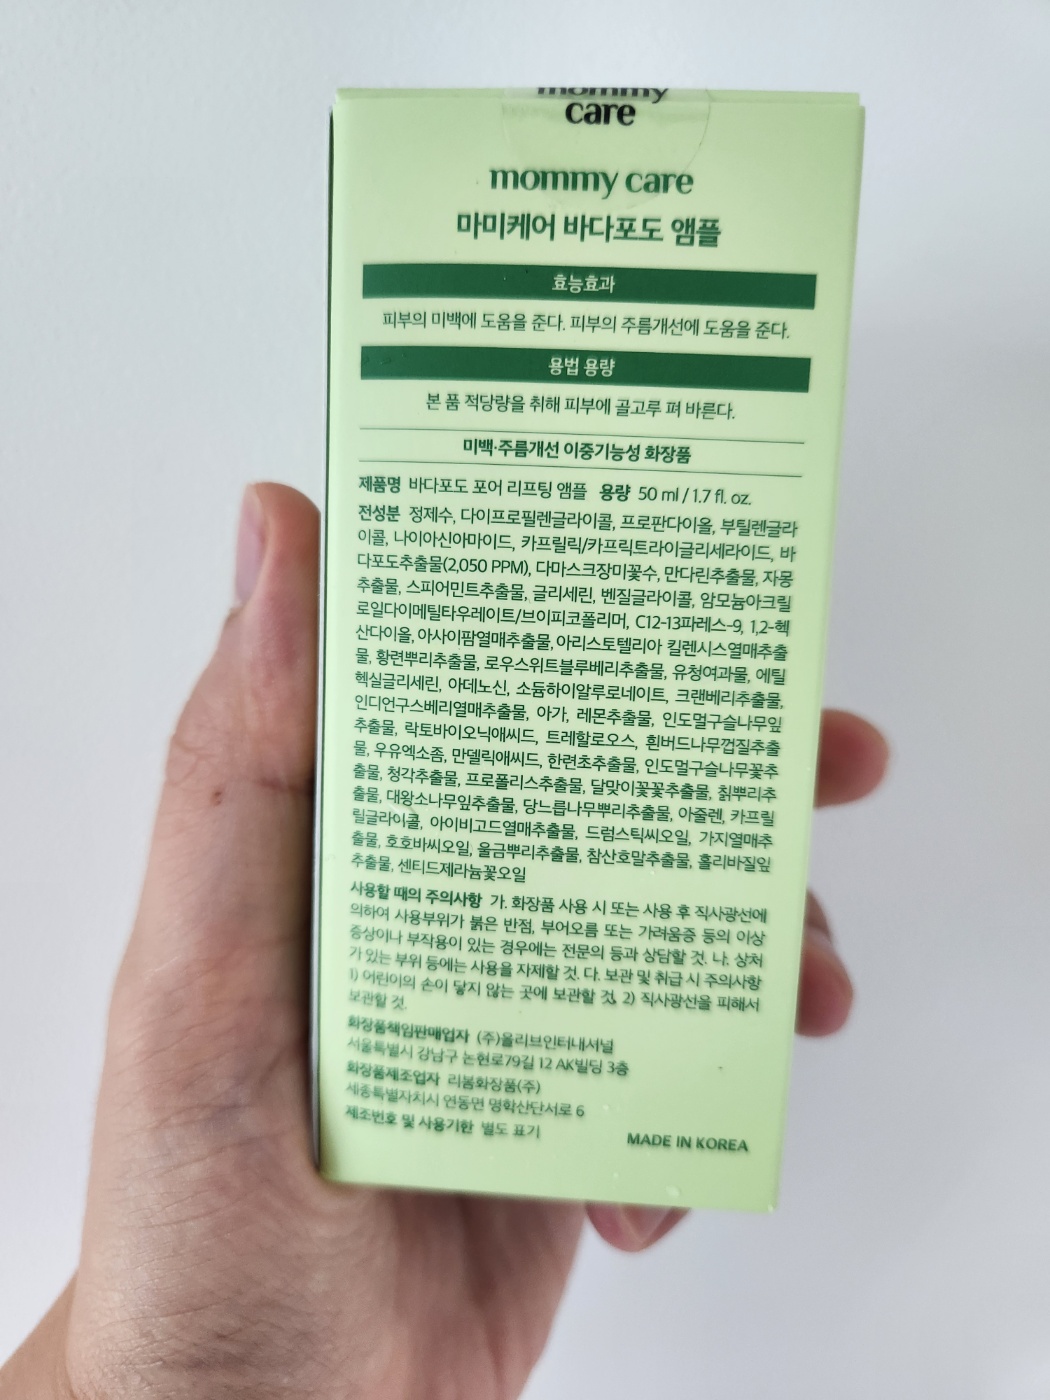 mommy
care
mommy care
마미케어 바다포도 앰플
효능효과
피부의 미백에 도움을 준다. 피부의 주름개선에 도움을 준다.
용법 용량
본 품 적당량을 취해 피부에 골고루 펴 바른다.
미백·주름개선 이중기능성 화장품
제품명 바다포도 포어 리프팅 앰플 용량 50 ml / 1.7 fl. oz.
전성분 정제수, 다이프로필렌글라이콜, 프로판다이올, 부틸렌글라
이콜, 나이아신아마이드, 카프릴릭/카프릭트라이글리세라이드, 바
다포도추출물(2,050 PPM), 다마스크장미꽃수, 만다린추출물, 자몽
추출물, 스피어민트추출물, 글리세린, 벤질글라이콜, 암모늄아크릴
로일다이메틸타우레이트/브이피코폴리머, C12-13파레스-9, 1,2-헥
산다이올, 아사이팜열매추출물, 아리스토텔리아 킬렌시스열매추출
물, 황련뿌리추출물, 로우스위트블루베리추출물, 유청여과물, 에틸
헥실글리세린, 아데노신, 소듐하이알루로네이트, 크랜베리추출물,
인디언구스베리열매추출물, 아가, 레몬추출물, 인도멀구슬나무잎
추출물, 락토바이오닉애씨드, 트레할로오스, 흰버드나무껍질추출
물, 우유엑소좀, 만델릭애씨드, 한련초추출물, 인도멀구슬나무꽃추
출물, 청각추출물, 프로폴리스추출물, 달맞이꽃꽃추출물, 칡뿌리추
출물, 대왕소나무잎추출물, 당느릅나무뿌리추출물, 아줄렌, 카프릴
릴글라이콜, 아이비고드열매추출물, 드럼스틱씨오일, 가지열매추
출물, 호호바씨오일, 울금뿌리추출물, 참산호말추출물, 홀리바질잎
추출물, 센티드제라늄꽃오일
사용할 때의 주의사항 가. 화장품 사용 시 또는 사용 후 직사광선에
의하여 사용부위가 붉은 반점, 부어오름 또는 가려움증 등의 이상
증상이나 부작용이 있는 경우에는 전문의 등과 상담할 것. 나. 상처
가 있는 부위 등에는 사용을 자제할 것. 다. 보관 및 취급 시 주의사항
1) 어린이의 손이 닿지 않는 곳에 보관할 것, 2) 직사광선을 피해서
보관할 것.
화장품책임판매업자 (주)올리브인터내셔널
서울특별시 강남구 논현로79길 12 AK빌딩 3층
화장품제조업자 리봄화장품(주)
세종특별자치시 연동면 명학산단서로 6
제조번호 및 사용기한 별도 표기
MADE IN KOREA